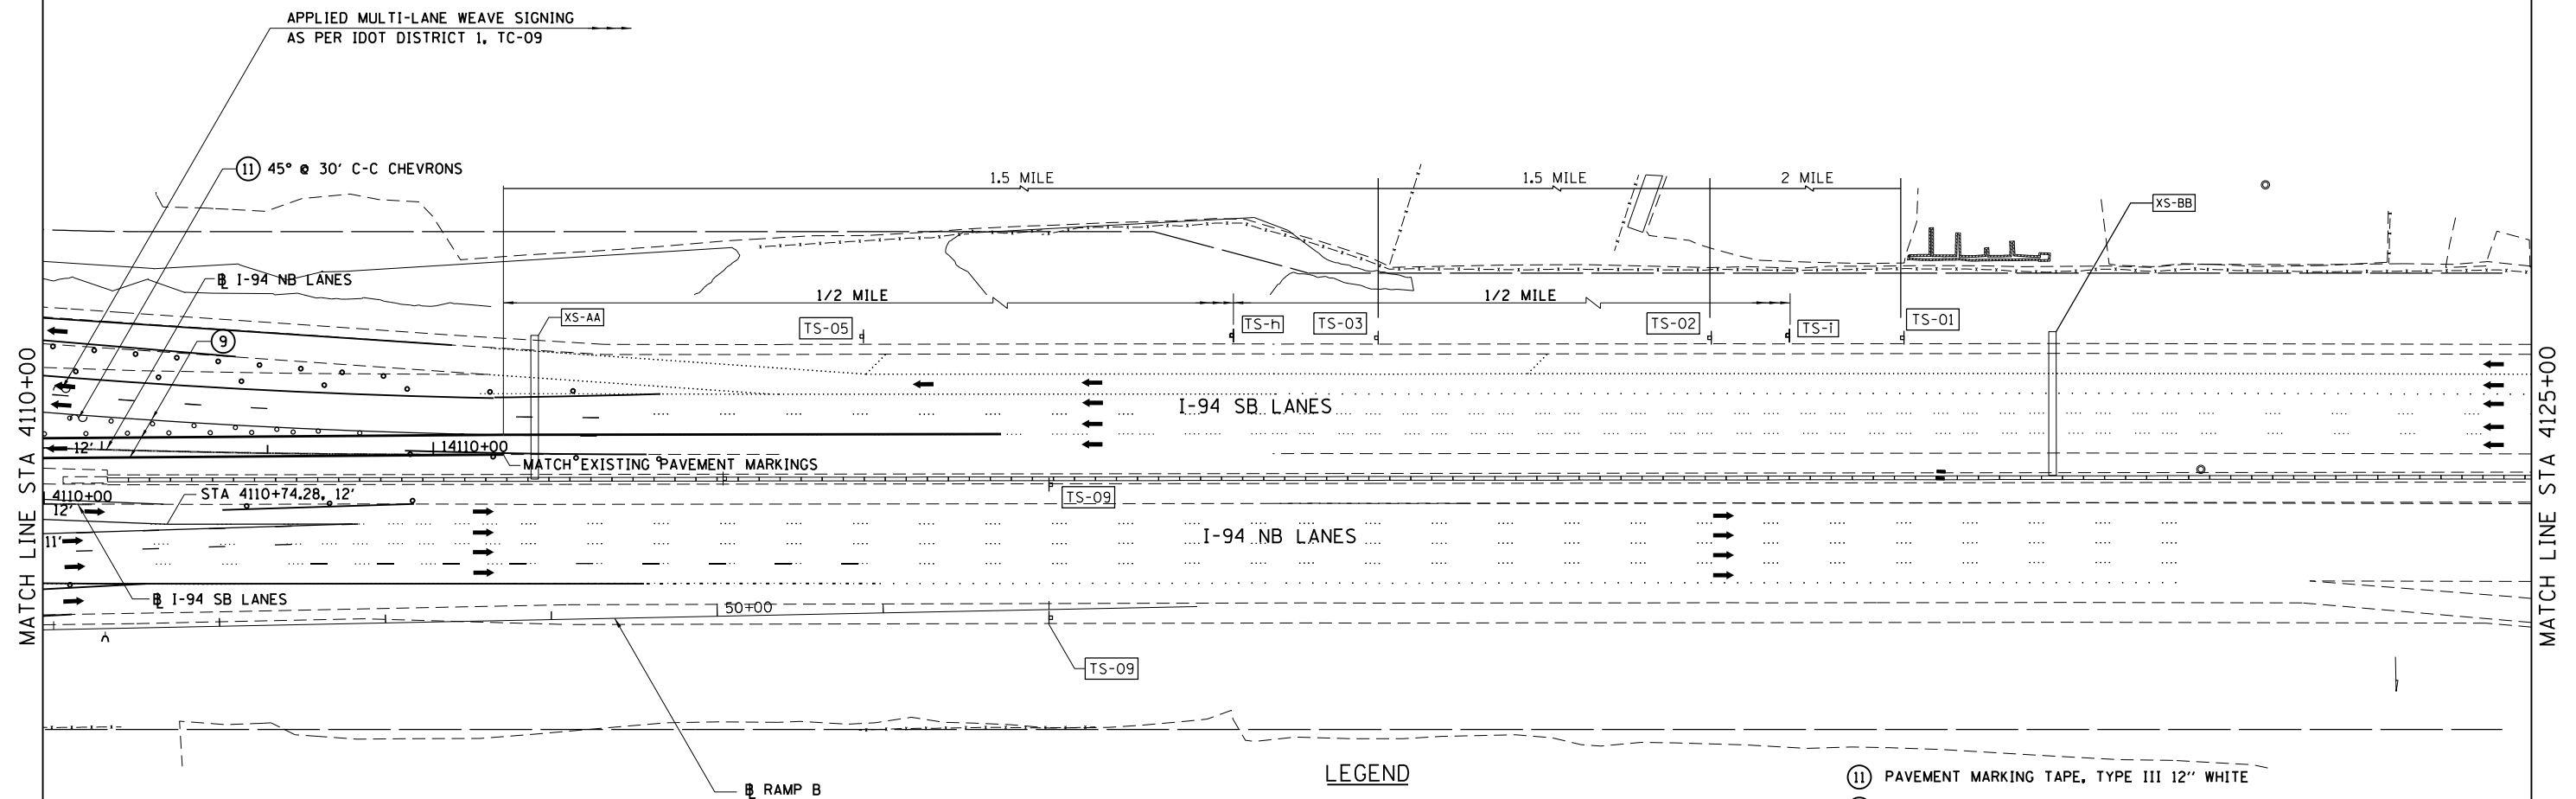 APPLIED MULTI-LANE WEAVE SIGNING
AS PER IDOT DISTRICT 1, TC-09
11 45° @ 30' C-C CHEVRONS
1.5 MILE
1.5 MILE
2 MILE
XS-BB
I-94 NB LANES
1/2 MILE
1/2 MILE
XS-AA
TS-05
TS-h
TS-03
TS-02
TS-i
TS-01
9
MATCH LINE STA 4110+00
MATCH LINE STA 4125+00
I-94 SB LANES
12'
14110+00
MATCH EXISTING PAVEMENT MARKINGS
4110+00
STA 4110+74.28, 12'
TS-09
12'
I-94 NB LANES
11'
I-94 SB LANES
50+00
TS-09
LEGEND
11 PAVEMENT MARKING TAPE, TYPE III 12" WHITE
RAMP B